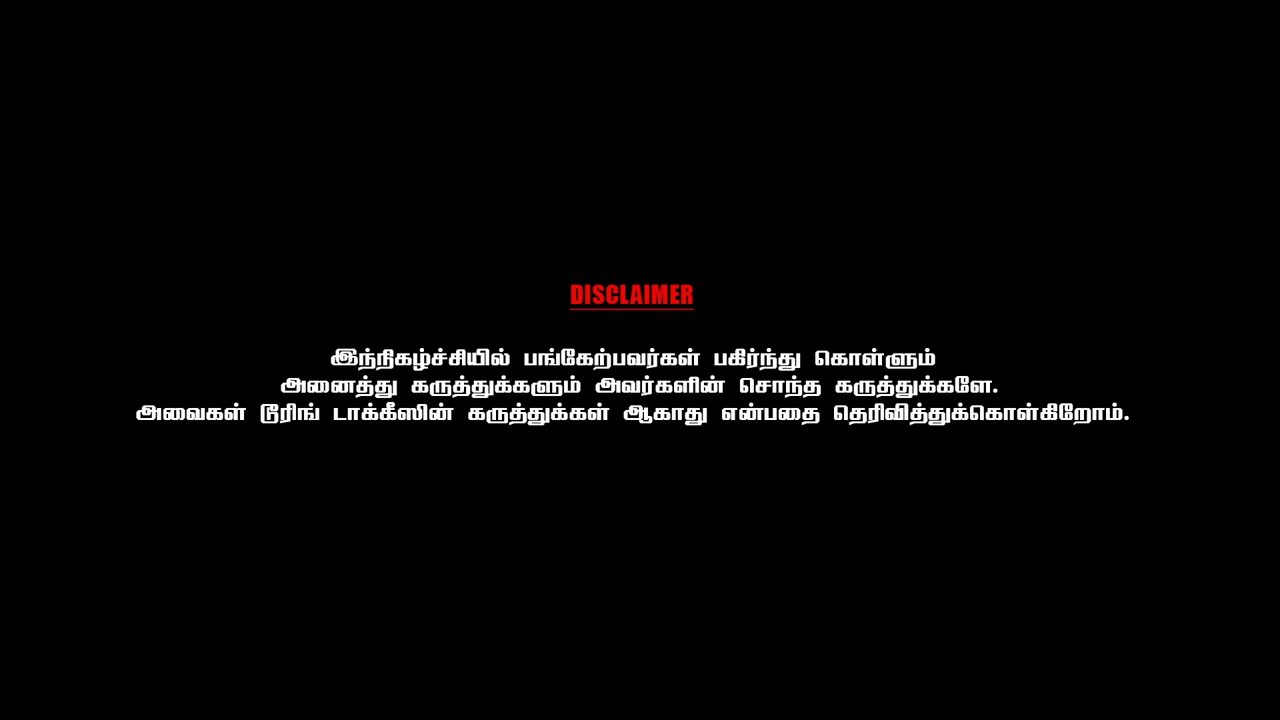 DISCLAIMER
இந்நிகழ்ச்சியில் பங்கேற்பவர்கள் பகிர்ந்து கொள்ளும்
அனைத்து கருத்துக்களும் அவர்களின் சொந்த கருத்துக்களே.
அவைகள் டூரிங் டாக்கீஸின் கருத்துக்கள் ஆகாது என்பதை தெரிவித்துக்கொள்கிறோம்.